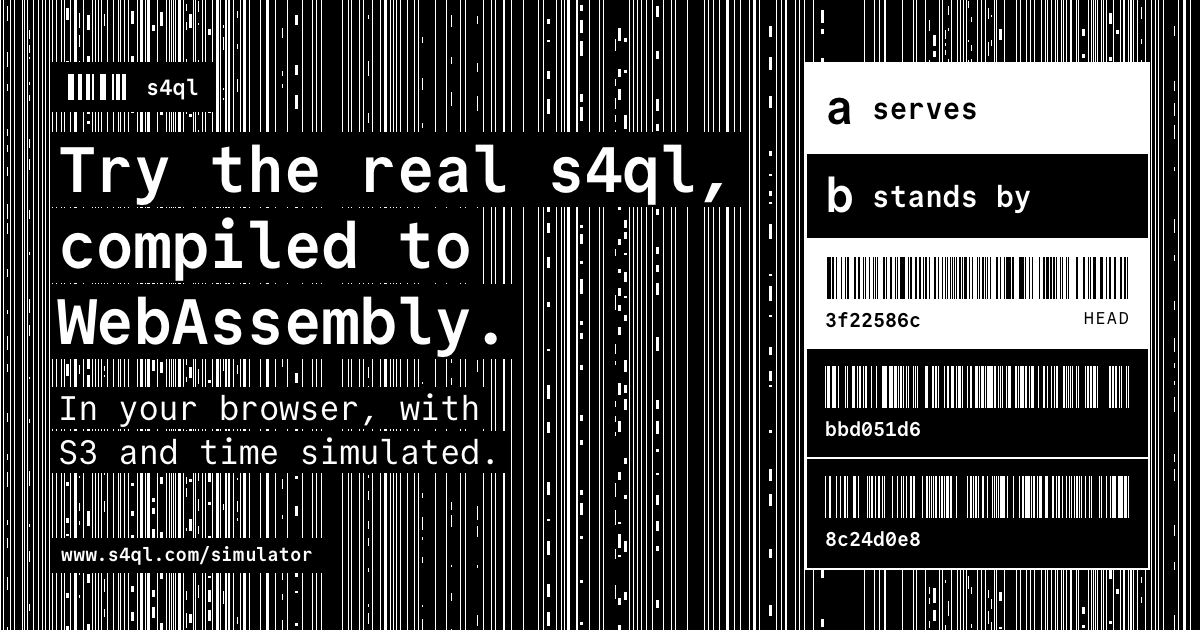 s4ql
Try the real s4ql,
compiled to
WebAssembly.
In your browser, with
S3 and time simulated.
www.s4ql.com/simulator
a serves
b stands by
3f22586c HEAD
bbd051d6
8c24d0e8